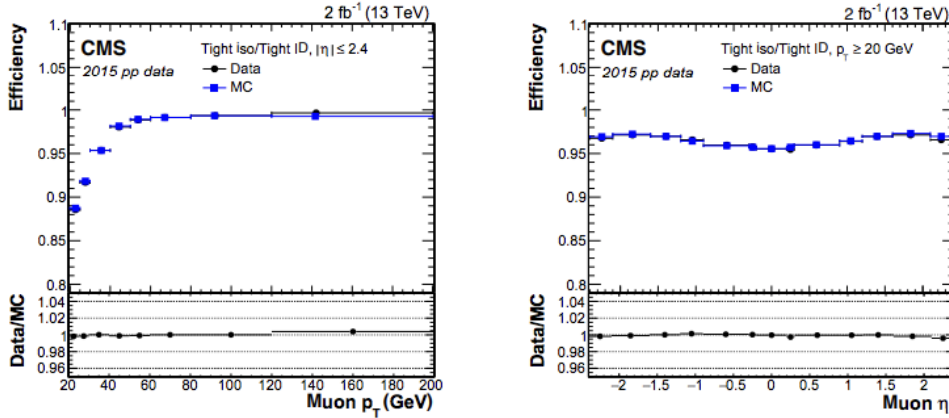 2 fb⁻¹ (13 TeV)
Efficiency
1.1
1.05
1
0.95
0.9
0.85
0.8
CMS
2015 pp data
Tight iso/Tight ID, |η| ≤ 2.4
Data
MC
Data/MC
1.04
1.02
1
0.98
0.96
20 40 60 80 100 120 140 160 180 200
Muon p_T (GeV)
2 fb⁻¹ (13 TeV)
Efficiency
1.1
1.05
1
0.95
0.9
0.85
0.8
CMS
2015 pp data
Tight iso/Tight ID, p_T ≥ 20 GeV
Data
MC
Data/MC
1.04
1.02
1
0.98
0.96
−2 −1.5 −1 −0.5 0 0.5 1 1.5 2
Muon η